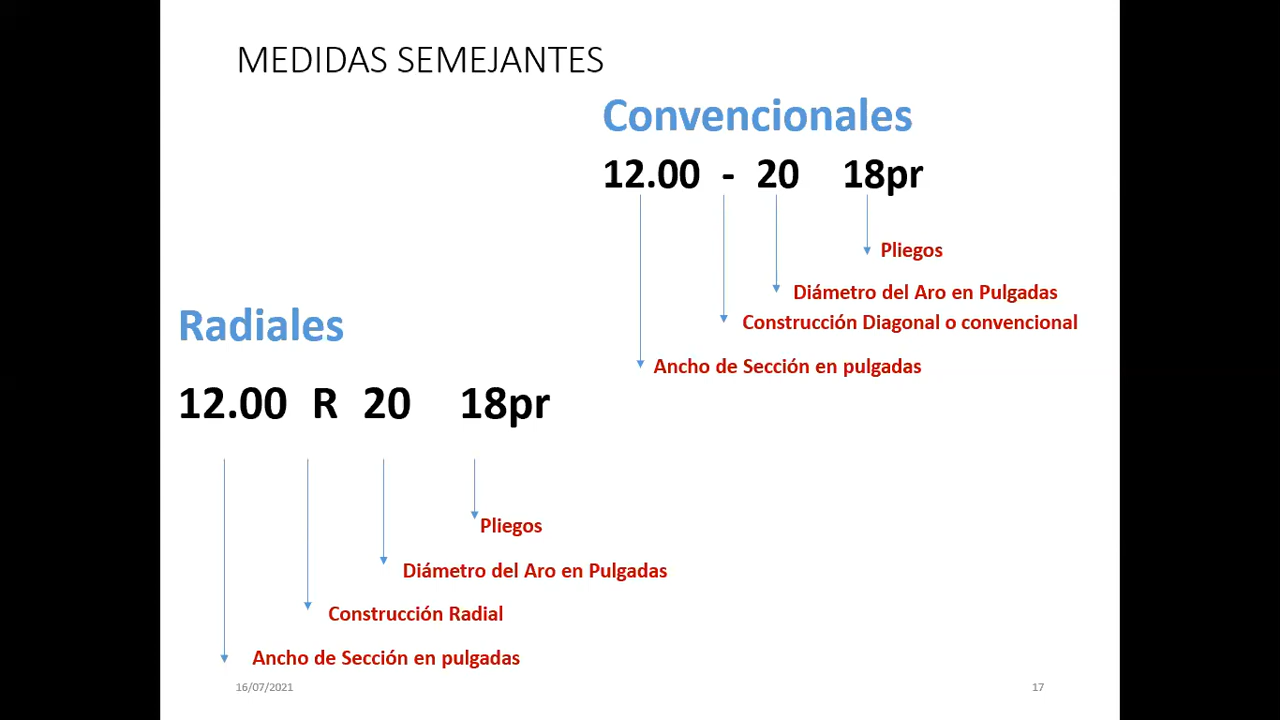 MEDIDAS SEMEJANTES
Convencionales
12.00 - 20 18pr
Pliegos
Diámetro del Aro en Pulgadas
Construcción Diagonal o convencional
Ancho de Sección en pulgadas
Radiales
12.00 R 20 18pr
Pliegos
Diámetro del Aro en Pulgadas
Construcción Radial
Ancho de Sección en pulgadas
16/07/2021
17